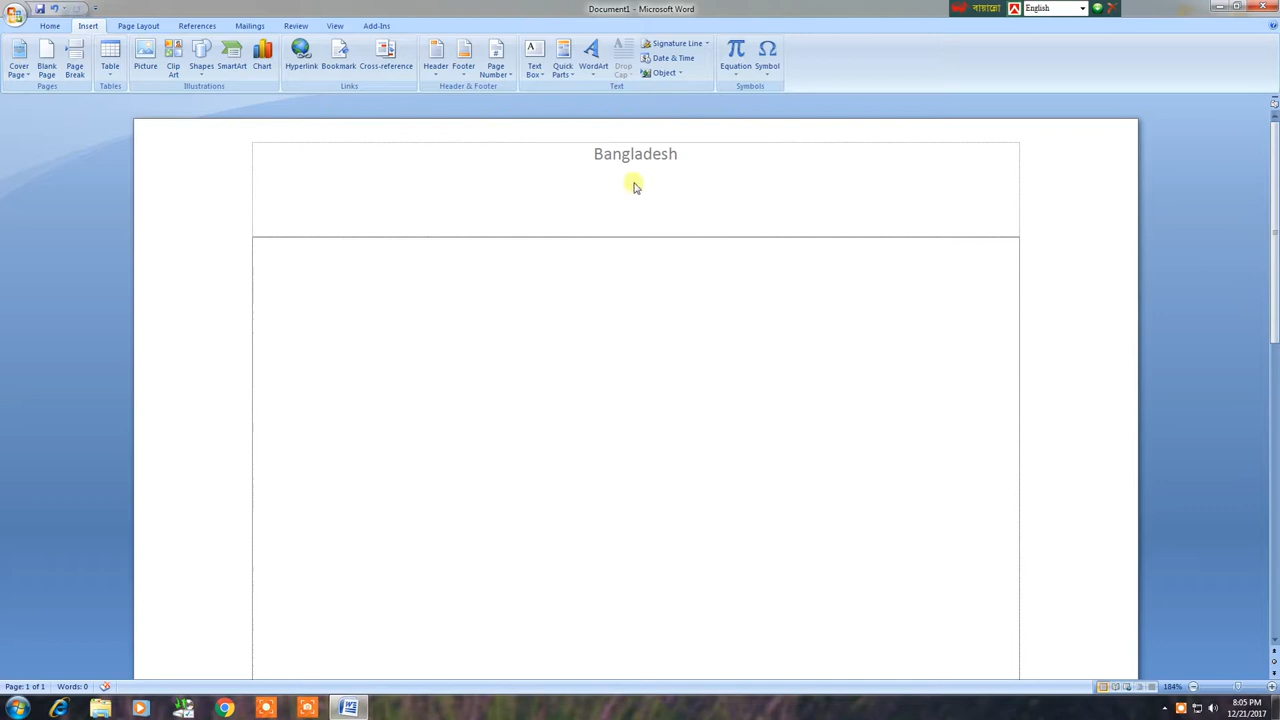 Document1 - Microsoft Word
বায়ান্নো
English
Home Insert Page Layout References Mailings Review View Add-Ins
Cover Page
Blank Page
Page Break
Table
Picture
Clip Art
Shapes
SmartArt
Chart
Hyperlink
Bookmark
Cross-reference
Header
Footer
Page Number
Text Box
Quick Parts
WordArt
Drop Cap
Signature Line
Date & Time
Object
Equation
Symbol
Pages
Tables
Illustrations
Links
Header & Footer
Text
Symbols
Bangladesh
Page: 1 of 1 Words: 0
184%
8:05 PM
12/21/2017